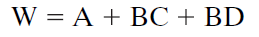 W = A + BC + BD